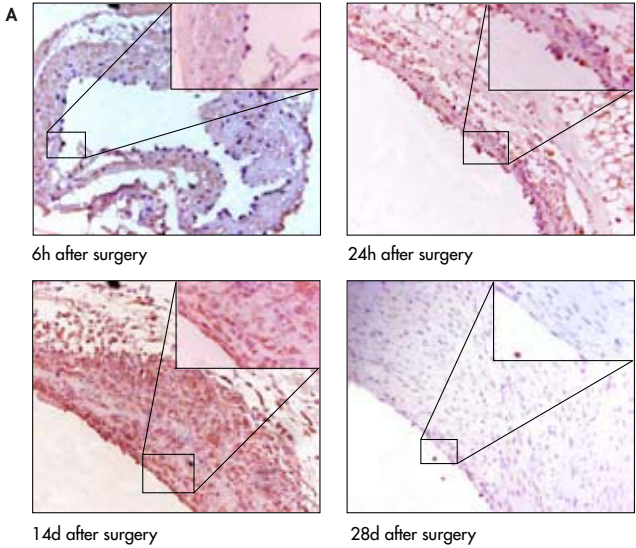 A
6h after surgery
24h after surgery
14d after surgery
28d after surgery